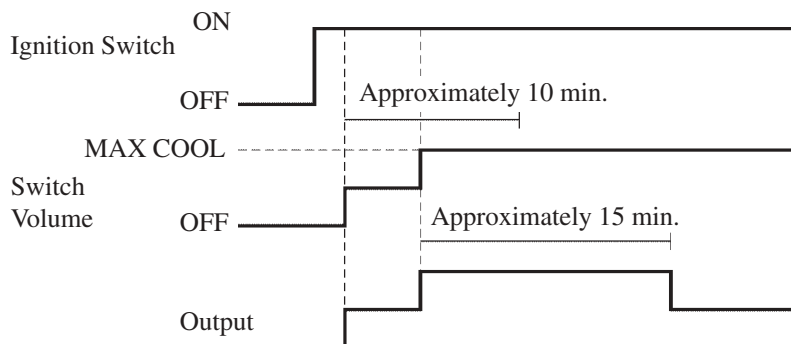 ON
Ignition Switch
OFF
Approximately 10 min.
MAX COOL
Switch
Volume
OFF
Approximately 15 min.
Output